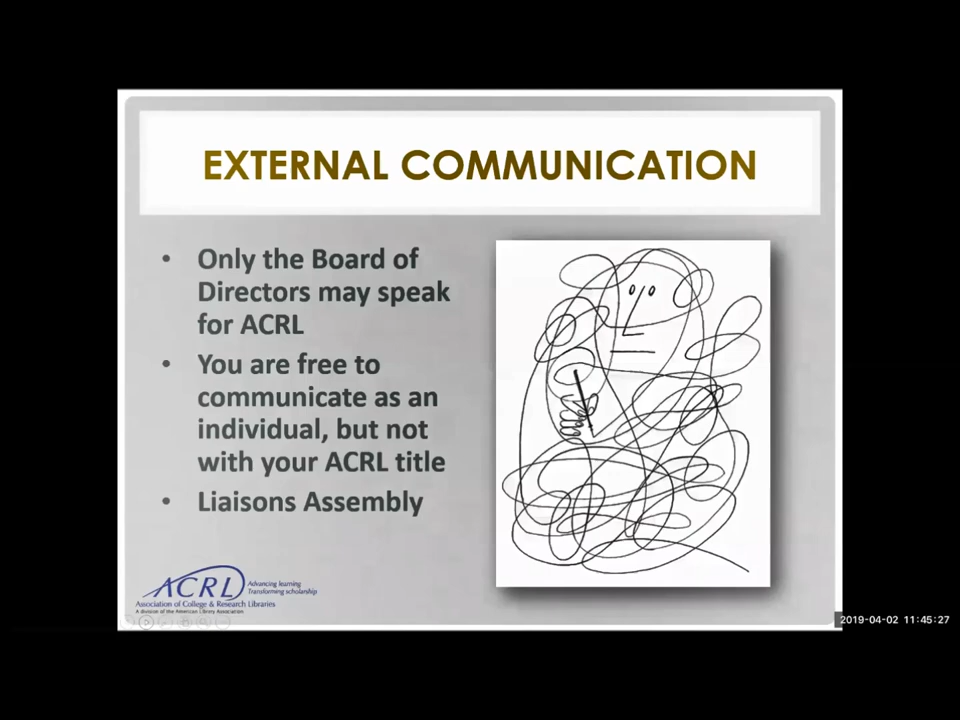 EXTERNAL COMMUNICATION
• Only the Board of
Directors may speak
for ACRL
• You are free to
communicate as an
individual, but not
with your ACRL title
• Liaisons Assembly
ACRL
Advancing learning
Transforming scholarship
Association of College & Research Libraries
A division of the American Library Association
2019-04-02 11:45:27